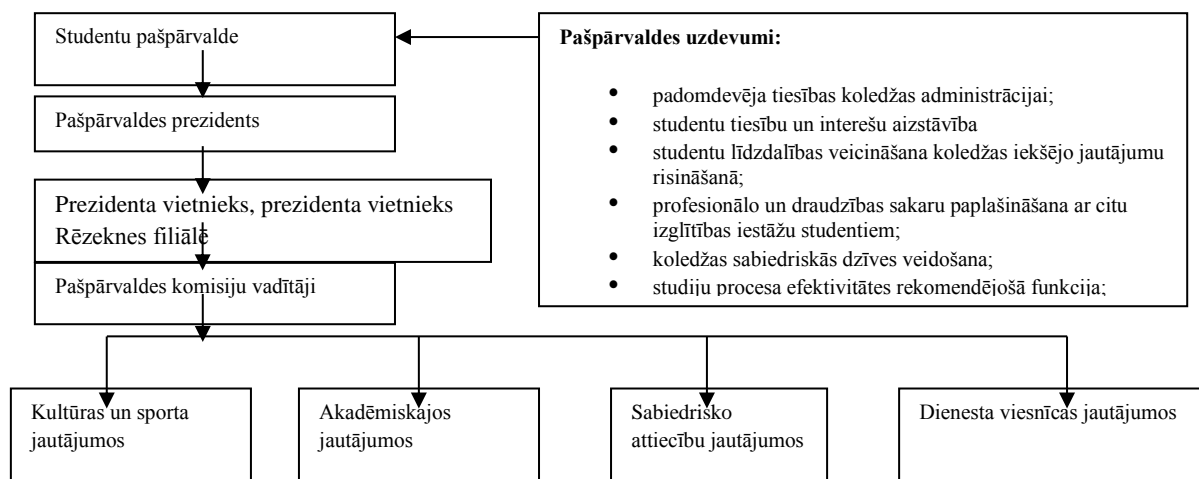 Studentu pašpārvalde
Pašpārvaldes prezidents
Prezidenta vietnieks, prezidenta vietnieks
Rēzeknes filiālē
Pašpārvaldes komisiju vadītāji
Pašpārvaldes uzdevumi:
• padomdevēja tiesības koledžas administrācijai;
• studentu tiesību un interešu aizstāvība
• studentu līdzdalības veicināšana koledžas iekšējo jautājumu
risināšanā;
• profesionālo un draudzības sakaru paplašināšana ar citu
izglītības iestāžu studentiem;
• koledžas sabiedriskās dzīves veidošana;
• studiju procesa efektivitātes rekomendējošā funkcija;
Kultūras un sporta
jautājumos
Akadēmiskajos
jautājumos
Sabiedrisko
attiecību jautājumos
Dienesta viesnīcas jautājumos